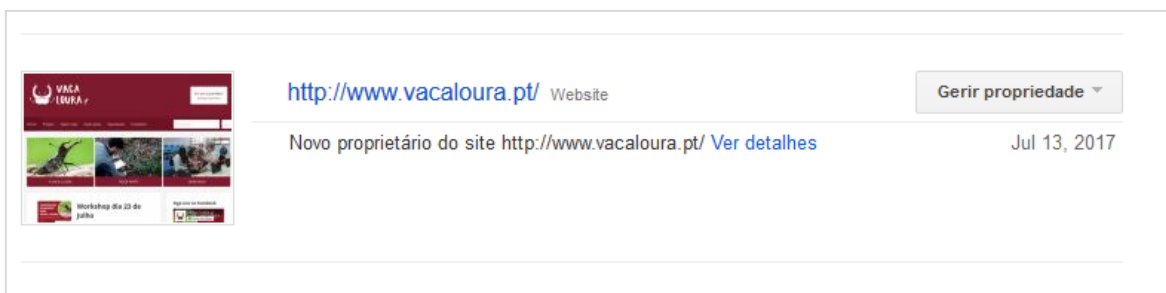 VACA
LOURA
http://www.vacaloura.pt/ Website
Gerir propriedade
Novo proprietário do site http://www.vacaloura.pt/ Ver detalhes
Jul 13, 2017
Workshop dia 23 de
julho